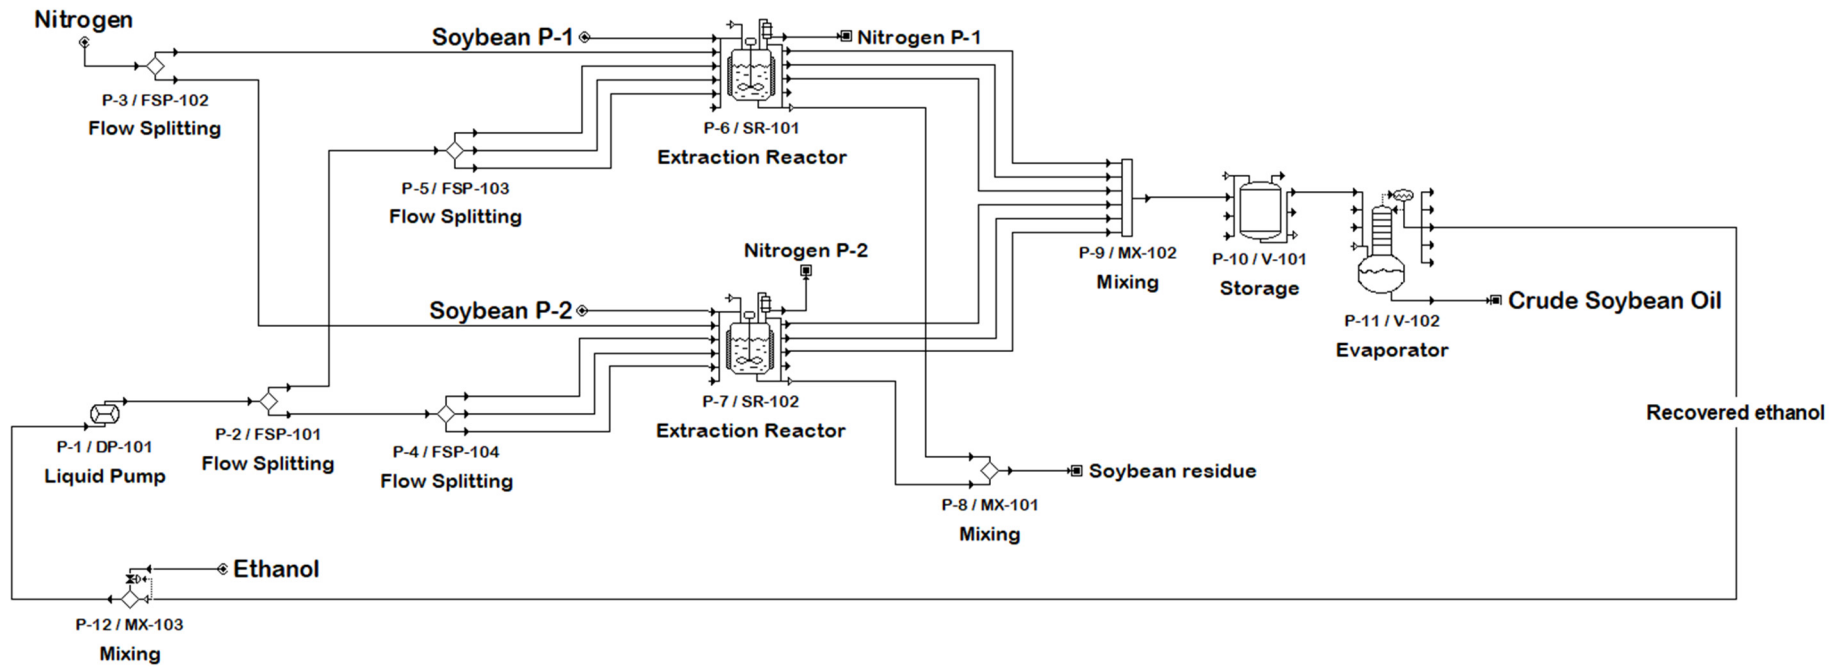 Nitrogen
P-3 / FSP-102
Flow Splitting
Soybean P-1
Nitrogen P-1
P-6 / SR-101
Extraction Reactor
P-5 / FSP-103
Flow Splitting
Nitrogen P-2
Soybean P-2
P-7 / SR-102
Extraction Reactor
P-9 / MX-102
Mixing
P-10 / V-101
Storage
Crude Soybean Oil
P-11 / V-102
Evaporator
Recovered ethanol
P-1 / DP-101
Liquid Pump
P-2 / FSP-101
Flow Splitting
P-4 / FSP-104
Flow Splitting
Soybean residue
P-8 / MX-101
Mixing
Ethanol
P-12 / MX-103
Mixing